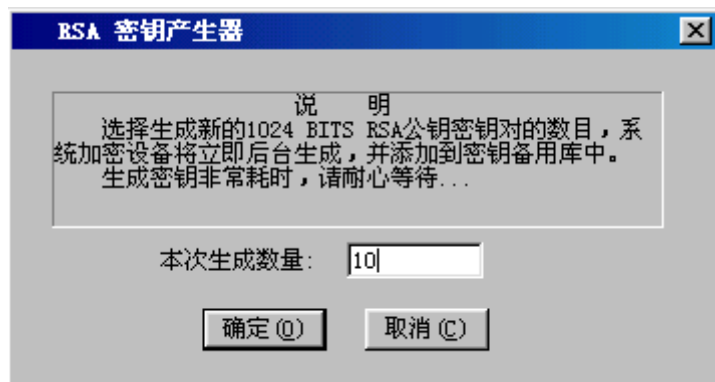 RSA 密钥产生器
说 明
选择生成新的1024 BITS RSA公钥密钥对的数目，系
统加密设备将立即后台生成，并添加到密钥备用库中。
生成密钥非常耗时，请耐心等待...
本次生成数量: 10
确定(O) 取消(C)